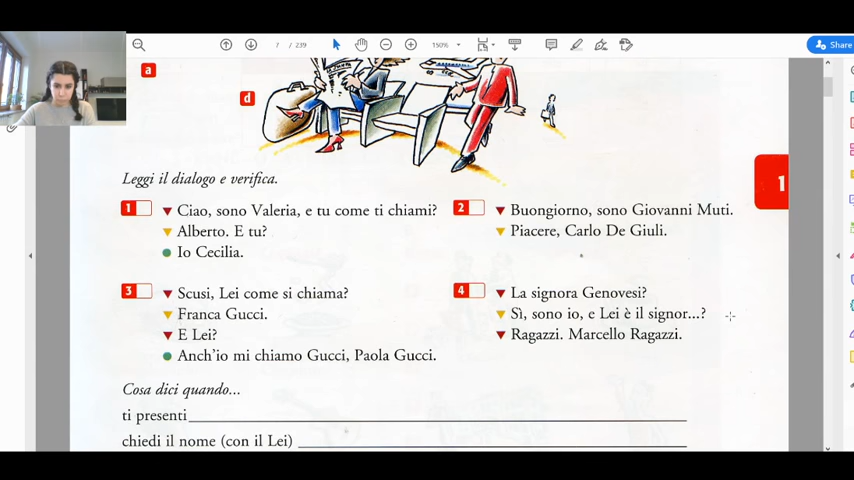 7 / 239
150%
Share
a
d
Leggi il dialogo e verifica.
1
1 Ciao, sono Valeria, e tu come ti chiami?
Alberto. E tu?
Io Cecilia.
2 Buongiorno, sono Giovanni Muti.
Piacere, Carlo De Giuli.
3 Scusi, Lei come si chiama?
Franca Gucci.
E Lei?
Anch'io mi chiamo Gucci, Paola Gucci.
4 La signora Genovesi?
Sì, sono io, e Lei è il signor...?
Ragazzi. Marcello Ragazzi.
Cosa dici quando...
ti presenti
chiedi il nome (con il Lei)